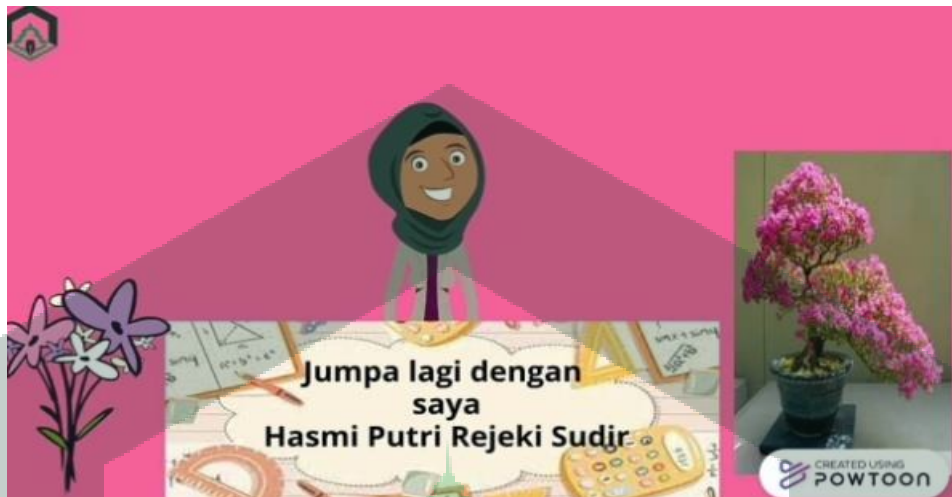 Jumpa lagi dengan
saya
Hasmi Putri Rejeki Sudir
CREATED USING
POWTOON